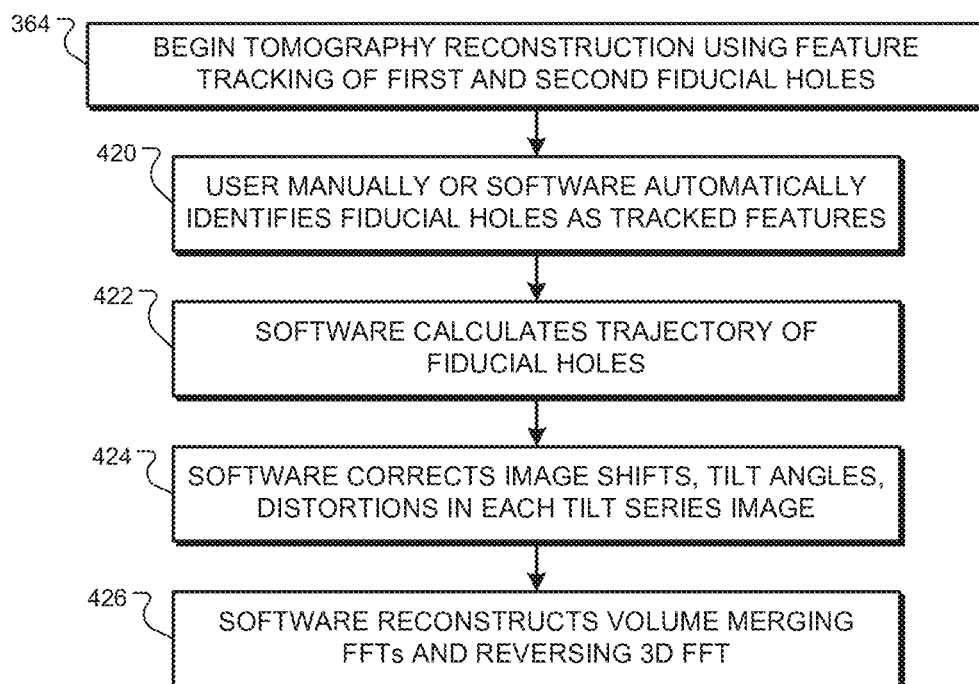 364
BEGIN TOMOGRAPHY RECONSTRUCTION USING FEATURE
TRACKING OF FIRST AND SECOND FIDUCIAL HOLES
420
USER MANUALLY OR SOFTWARE AUTOMATICALLY
IDENTIFIES FIDUCIAL HOLES AS TRACKED FEATURES
422
SOFTWARE CALCULATES TRAJECTORY OF
FIDUCIAL HOLES
424
SOFTWARE CORRECTS IMAGE SHIFTS, TILT ANGLES,
DISTORTIONS IN EACH TILT SERIES IMAGE
426
SOFTWARE RECONSTRUCTS VOLUME MERGING
FFTs AND REVERSING 3D FFT